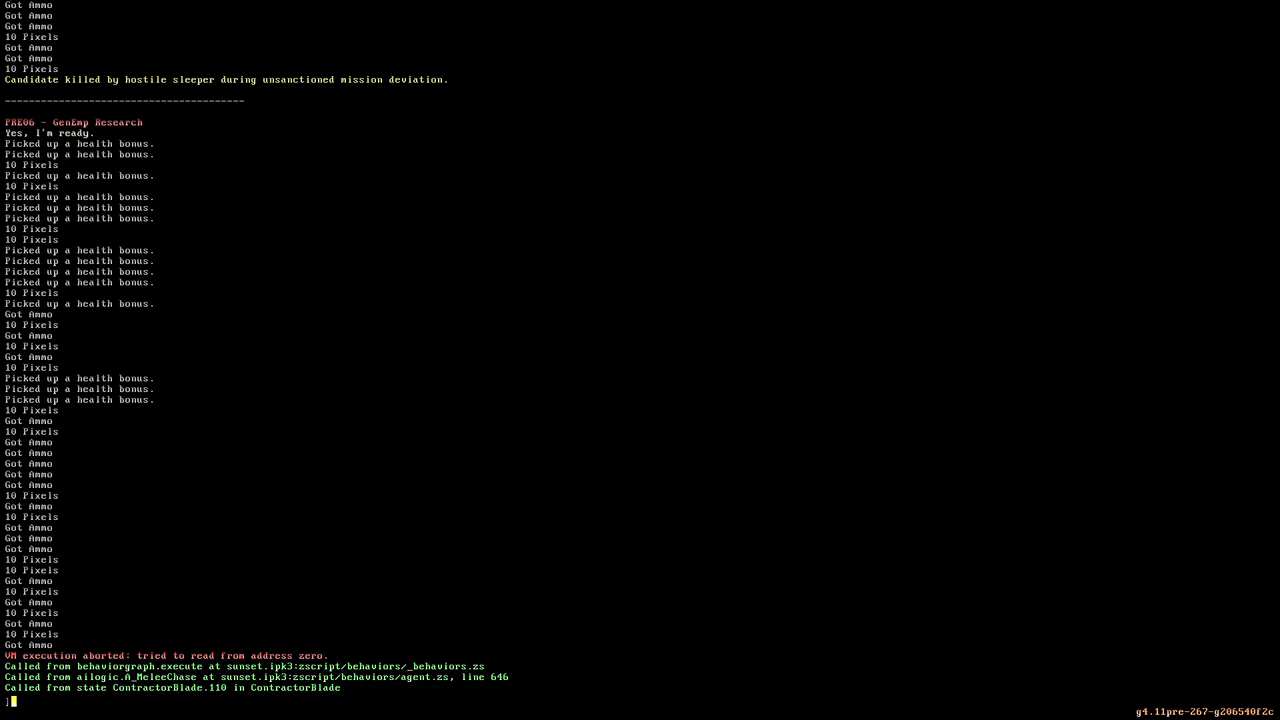 Got Ammo
Got Ammo
Got Ammo
10 Pixels
Got Ammo
Got Ammo
10 Pixels
Candidate killed by hostile sleeper during unsanctioned mission deviation.
----------------------------------------
PRE06 - GenEmp Research
Yes, I'm ready.
Picked up a health bonus.
Picked up a health bonus.
10 Pixels
Picked up a health bonus.
10 Pixels
Picked up a health bonus.
Picked up a health bonus.
Picked up a health bonus.
10 Pixels
10 Pixels
Picked up a health bonus.
Picked up a health bonus.
Picked up a health bonus.
Picked up a health bonus.
10 Pixels
Picked up a health bonus.
Got Ammo
10 Pixels
Got Ammo
10 Pixels
Got Ammo
10 Pixels
Picked up a health bonus.
Picked up a health bonus.
Picked up a health bonus.
10 Pixels
Got Ammo
10 Pixels
Got Ammo
Got Ammo
Got Ammo
Got Ammo
Got Ammo
10 Pixels
Got Ammo
10 Pixels
Got Ammo
Got Ammo
Got Ammo
10 Pixels
10 Pixels
Got Ammo
10 Pixels
Got Ammo
10 Pixels
Got Ammo
10 Pixels
Got Ammo
VM execution aborted: tried to read from address zero.
Called from behaviorgraph.execute at sunset.ipk3:zscript/behaviors/_behaviors.zs
Called from ailogic.A_MeleeChase at sunset.ipk3:zscript/behaviors/agent.zs, line 646
Called from state ContractorBlade.110 in ContractorBlade
]
g4.11pre-267-g206540f2c